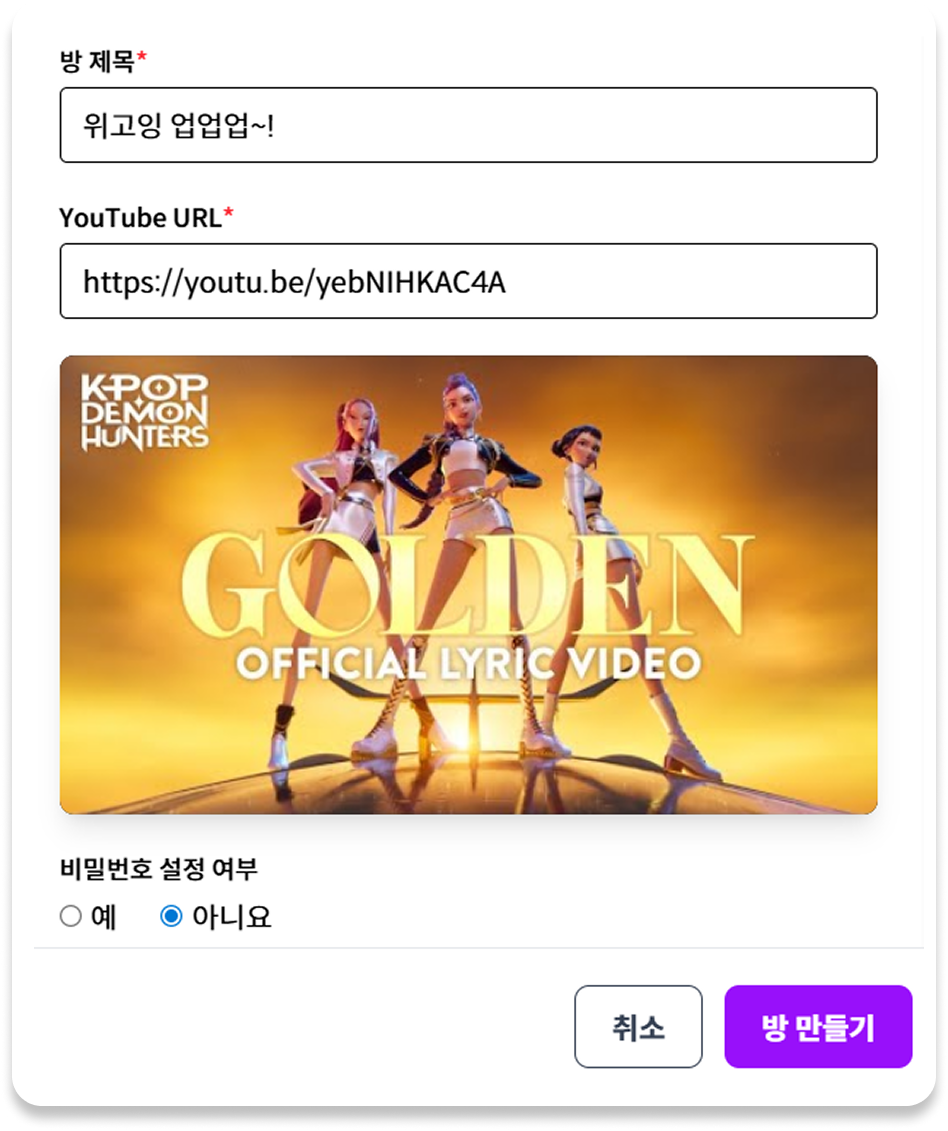 방 제목*
위고잉 업업업~!
YouTube URL*
https://youtu.be/yebNIHKAC4A
K-POP
DEMON
HUNTERS
GOLDEN
OFFICIAL LYRIC VIDEO
비밀번호 설정 여부
예 아니요
취소 방 만들기